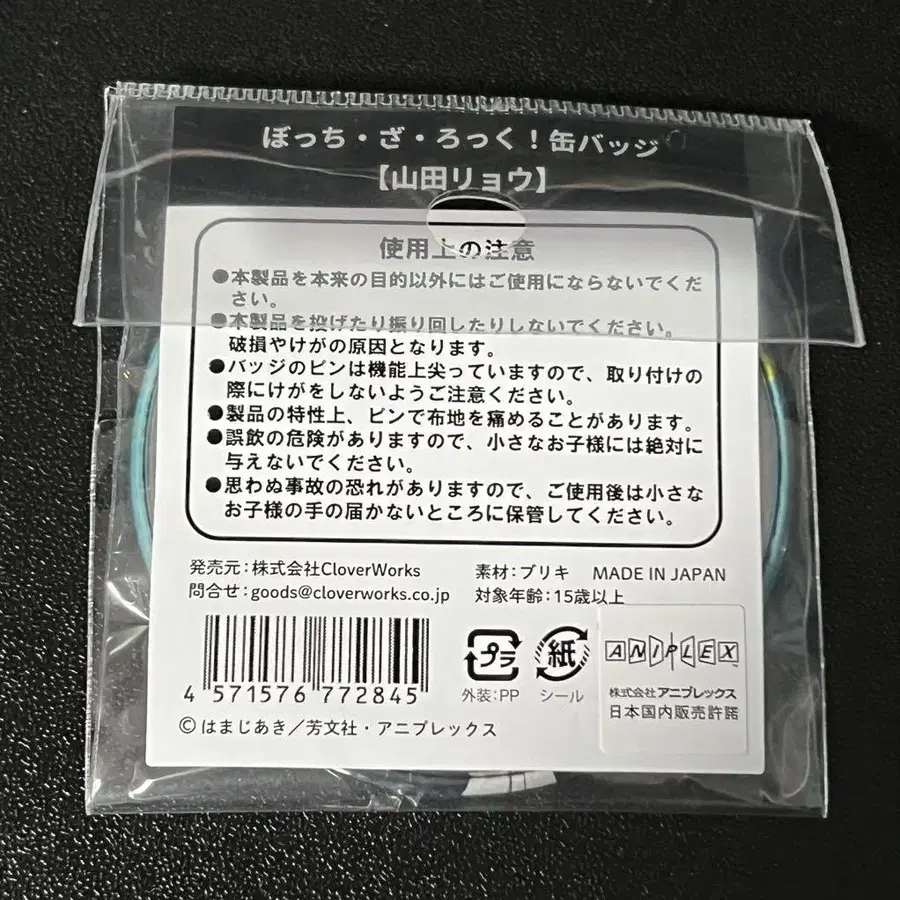 ぼっち・ざ・ろっく！缶バッジ
【山田リョウ】
使用上の注意
●本製品を本来の目的以外にはご使用にならないでくだ
さい。
●本製品を投げたり振り回したりしないでください。
破損やけがの原因となります。
●バッジのピンは機能上尖っていますので、取り付けの
際にけがをしないようご注意ください。
●製品の特性上、ピンで布地を痛めることがあります。
●誤飲の危険がありますので、小さなお子様には絶対に
与えないでください。
●思わぬ事故の恐れがありますので、ご使用後は小さな
お子様の手の届かないところに保管してください。
発売元：株式会社CloverWorks
問合せ：goods@cloverworks.co.jp
素材：ブリキ MADE IN JAPAN
対象年齢：15歳以上
4 571576 772845
プラ
外装：PP
紙
シール
ANIPLEX
株式会社 アニプレックス
日本国内販売許諾
©はまじあき／芳文社・アニプレックス